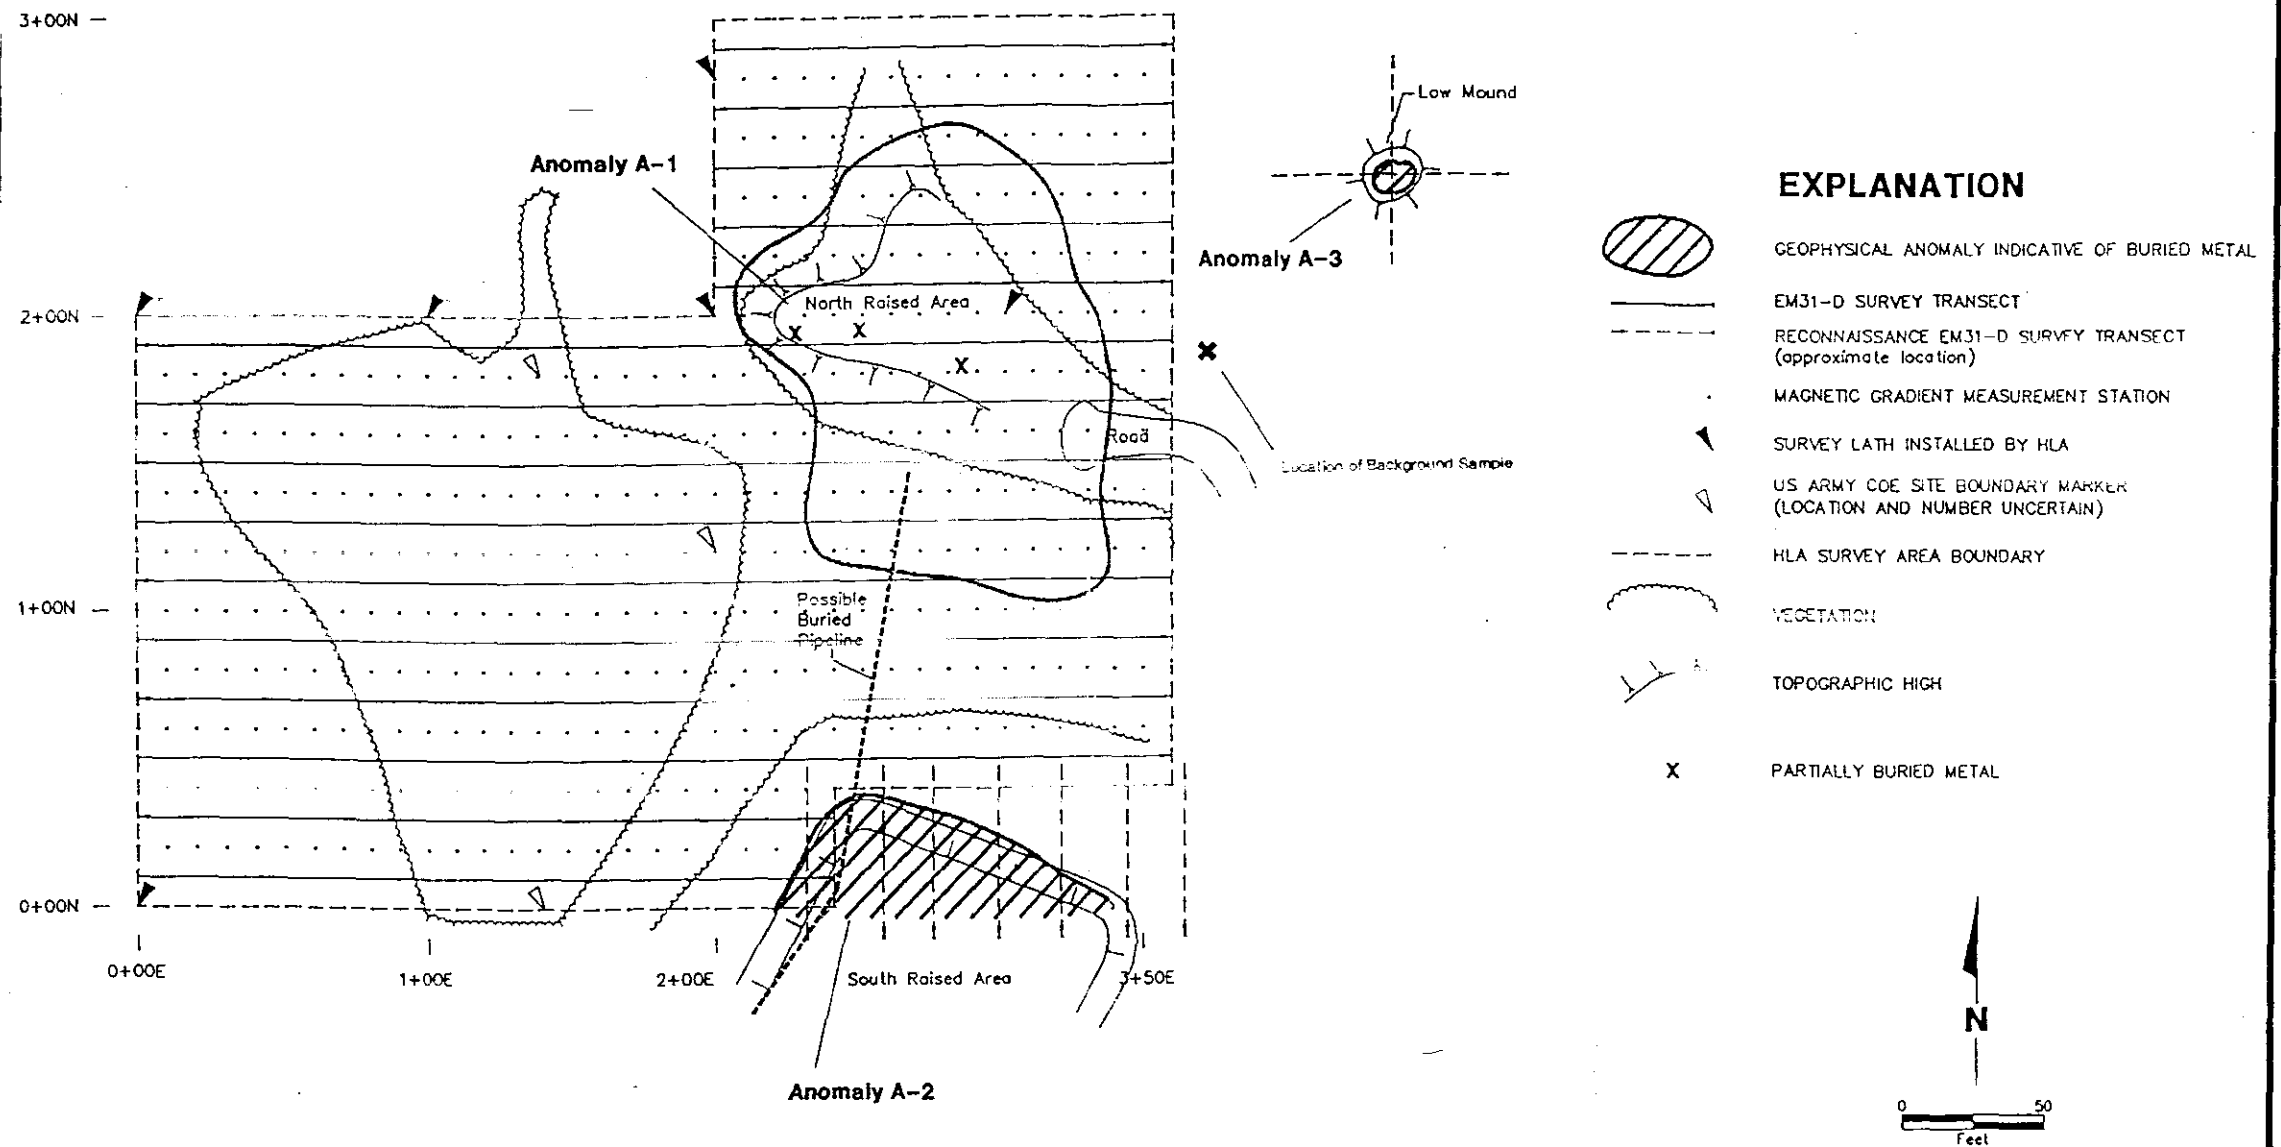 3+00N
Low Mound
Anomaly A-1
EXPLANATION
GEOPHYSICAL ANOMALY INDICATIVE OF BURIED METAL
Anomaly A-3
North Raised Area
EM31-D SURVEY TRANSECT
2+00N
RECONNAISSANCE EM31-D SURVEY TRANSECT
(approximate location)
X
X
X
X
MAGNETIC GRADIENT MEASUREMENT STATION
Road
SURVEY LATH INSTALLED BY HLA
Location of Background Sample
US ARMY COE SITE BOUNDARY MARKER
(LOCATION AND NUMBER UNCERTAIN)
HLA SURVEY AREA BOUNDARY
1+00N
Possible
Buried
Pipeline
VEGETATION
TOPOGRAPHIC HIGH
X
PARTIALLY BURIED METAL
0+00N
0+00E
1+00E
2+00E
South Raised Area
3+50E
N
Anomaly A-2
0
50
Feet